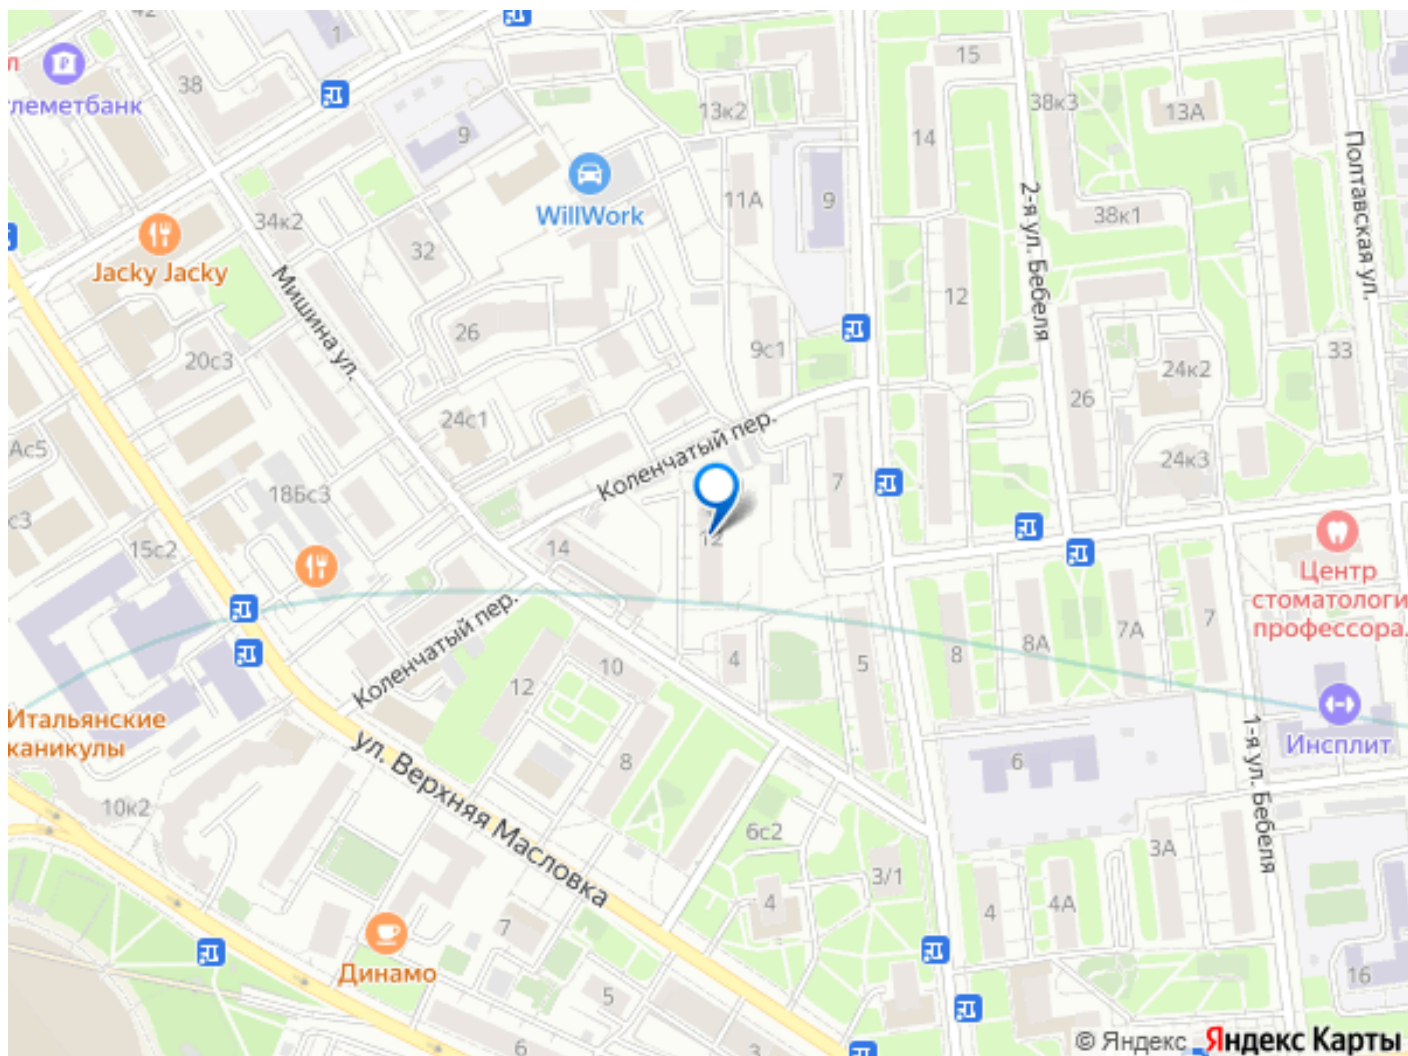 42
1
15
38
13к2
38к3
13А
леметбанк
9
14
Полтавская ул.
11А
9
2-я ул. Бебеля
34к2
WillWork
38к1
32
Jacky Jacky
Мишина ул.
12
26
9с1
33
20с3
24к2
24с1
26
Ас5
Коленчатый пер.
24к3
18Бс3
7
с3
15с2
14
12
Центр
стоматологи
профессора.
Коленчатый пер.
10
4
5
8
8А
7А
7
12
Итальянские
каникулы
ул. Верхняя Масловка
8
6
1-я ул. Бебеля
Инсплит
10к2
6с2
3А
3/1
4
4
4А
7
Динамо
5
16
6
© Яндекс Яндекс Карты